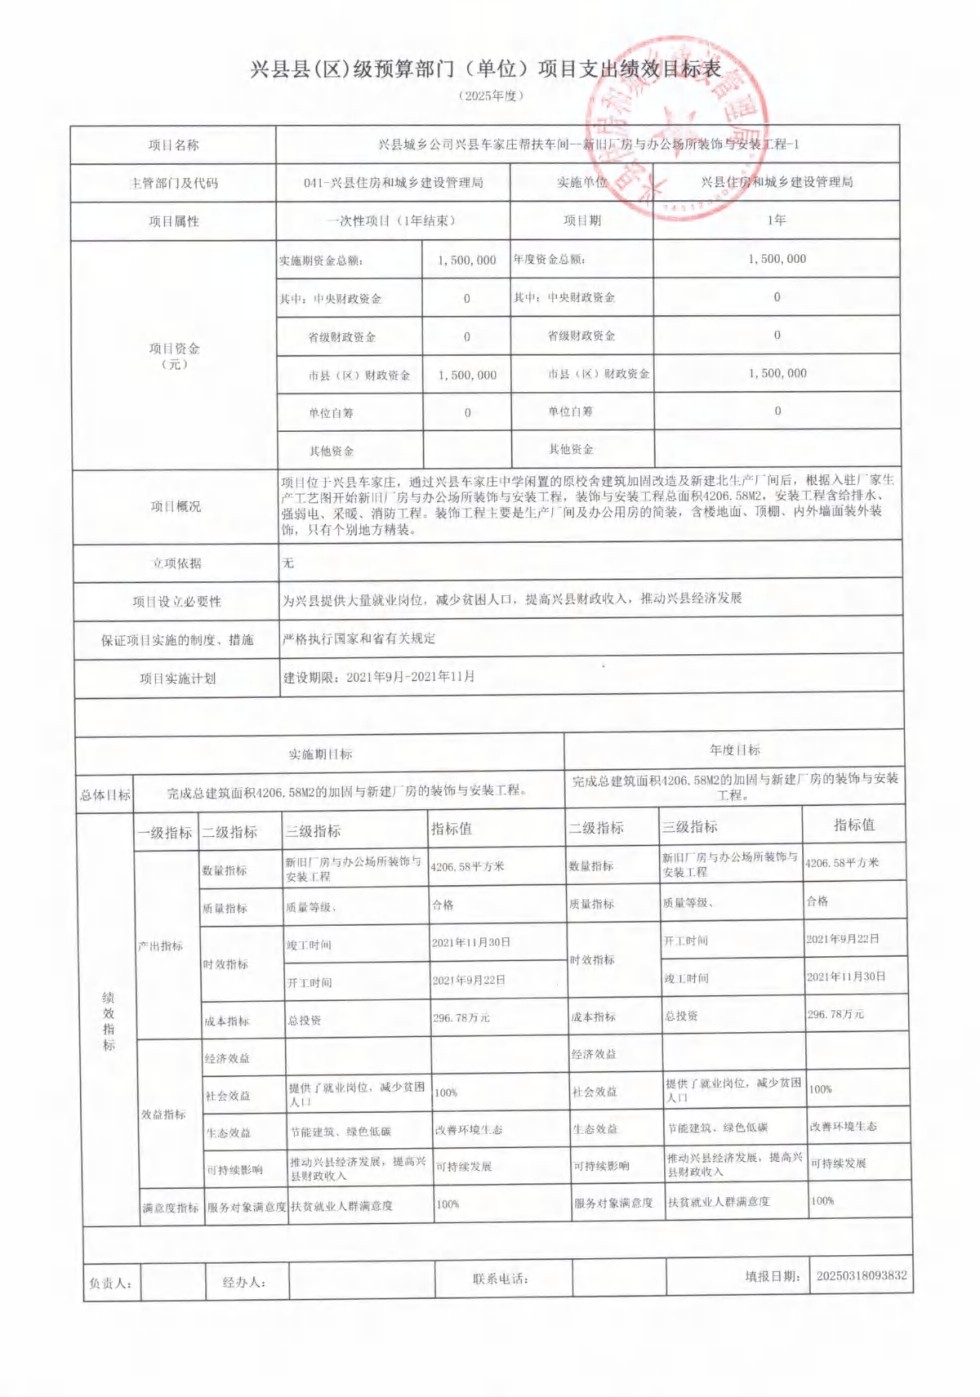 兴县县(区)级预算部门（单位）项目支出绩效目标表
（2025年度）
项目名称 兴县城乡公司兴县车家庄帮扶车间—新旧厂房与办公场所装饰与安装工程-1
主管部门及代码 041-兴县住房和城乡建设管理局 实施单位 兴县住房和城乡建设管理局
项目属性 一次性项目（1年结束） 项目期 1年
项目资金
（元）
实施期资金总额： 1,500,000 年度资金总额： 1,500,000
其中：中央财政资金 0 其中：中央财政资金 0
省级财政资金 0 省级财政资金 0
市县（区）财政资金 1,500,000 市县（区）财政资金 1,500,000
单位自筹 0 单位自筹 0
其他资金 其他资金
项目概况
项目位于兴县车家庄，通过兴县车家庄中学闲置的原校舍建筑加固改造及新建北生产厂间后，根据入驻厂家生
产工艺图开始新旧厂房与办公场所装饰与安装工程，装饰与安装工程总面积4206.58M2，安装工程含给排水、
强弱电、采暖、消防工程。装饰工程主要是生产厂间及办公用房的简装，含楼地面、顶棚、内外墙面装外装
饰，只有个别地方精装。
立项依据 无
项目设立必要性 为兴县提供大量就业岗位，减少贫困人口，提高兴县财政收入，推动兴县经济发展
保证项目实施的制度、措施 严格执行国家和省有关规定
项目实施计划 建设期限：2021年9月-2021年11月
实施期目标 年度目标
总体目标 完成总建筑面积4206.58M2的加固与新建厂房的装饰与安装工程。 完成总建筑面积4206.58M2的加固与新建厂房的装饰与安装
工程。
绩效指标
一级指标 二级指标 三级指标 指标值 二级指标 三级指标 指标值
产出指标
数量指标 新旧厂房与办公场所装饰与
安装工程 4206.58平方米 数量指标 新旧厂房与办公场所装饰与
安装工程 4206.58平方米
质量指标 质量等级、 合格 质量指标 质量等级、 合格
时效指标 竣工时间 2021年11月30日 时效指标 开工时间 2021年9月22日
开工时间 2021年9月22日 竣工时间 2021年11月30日
成本指标 总投资 296.78万元 成本指标 总投资 296.78万元
效益指标
经济效益 经济效益
社会效益 提供了就业岗位，减少贫困
人口 100% 社会效益 提供了就业岗位，减少贫困
人口 100%
生态效益 节能建筑、绿色低碳 改善环境生态 生态效益 节能建筑、绿色低碳 改善环境生态
可持续影响 推动兴县经济发展，提高兴
县财政收入 可持续发展 可持续影响 推动兴县经济发展，提高兴
县财政收入 可持续发展
满意度指标 服务对象满意度 扶贫就业人群满意度 100% 服务对象满意度 扶贫就业人群满意度 100%
负责人： 经办人： 联系电话： 填报日期： 20250318093832
兴县住房和城乡建设管理局